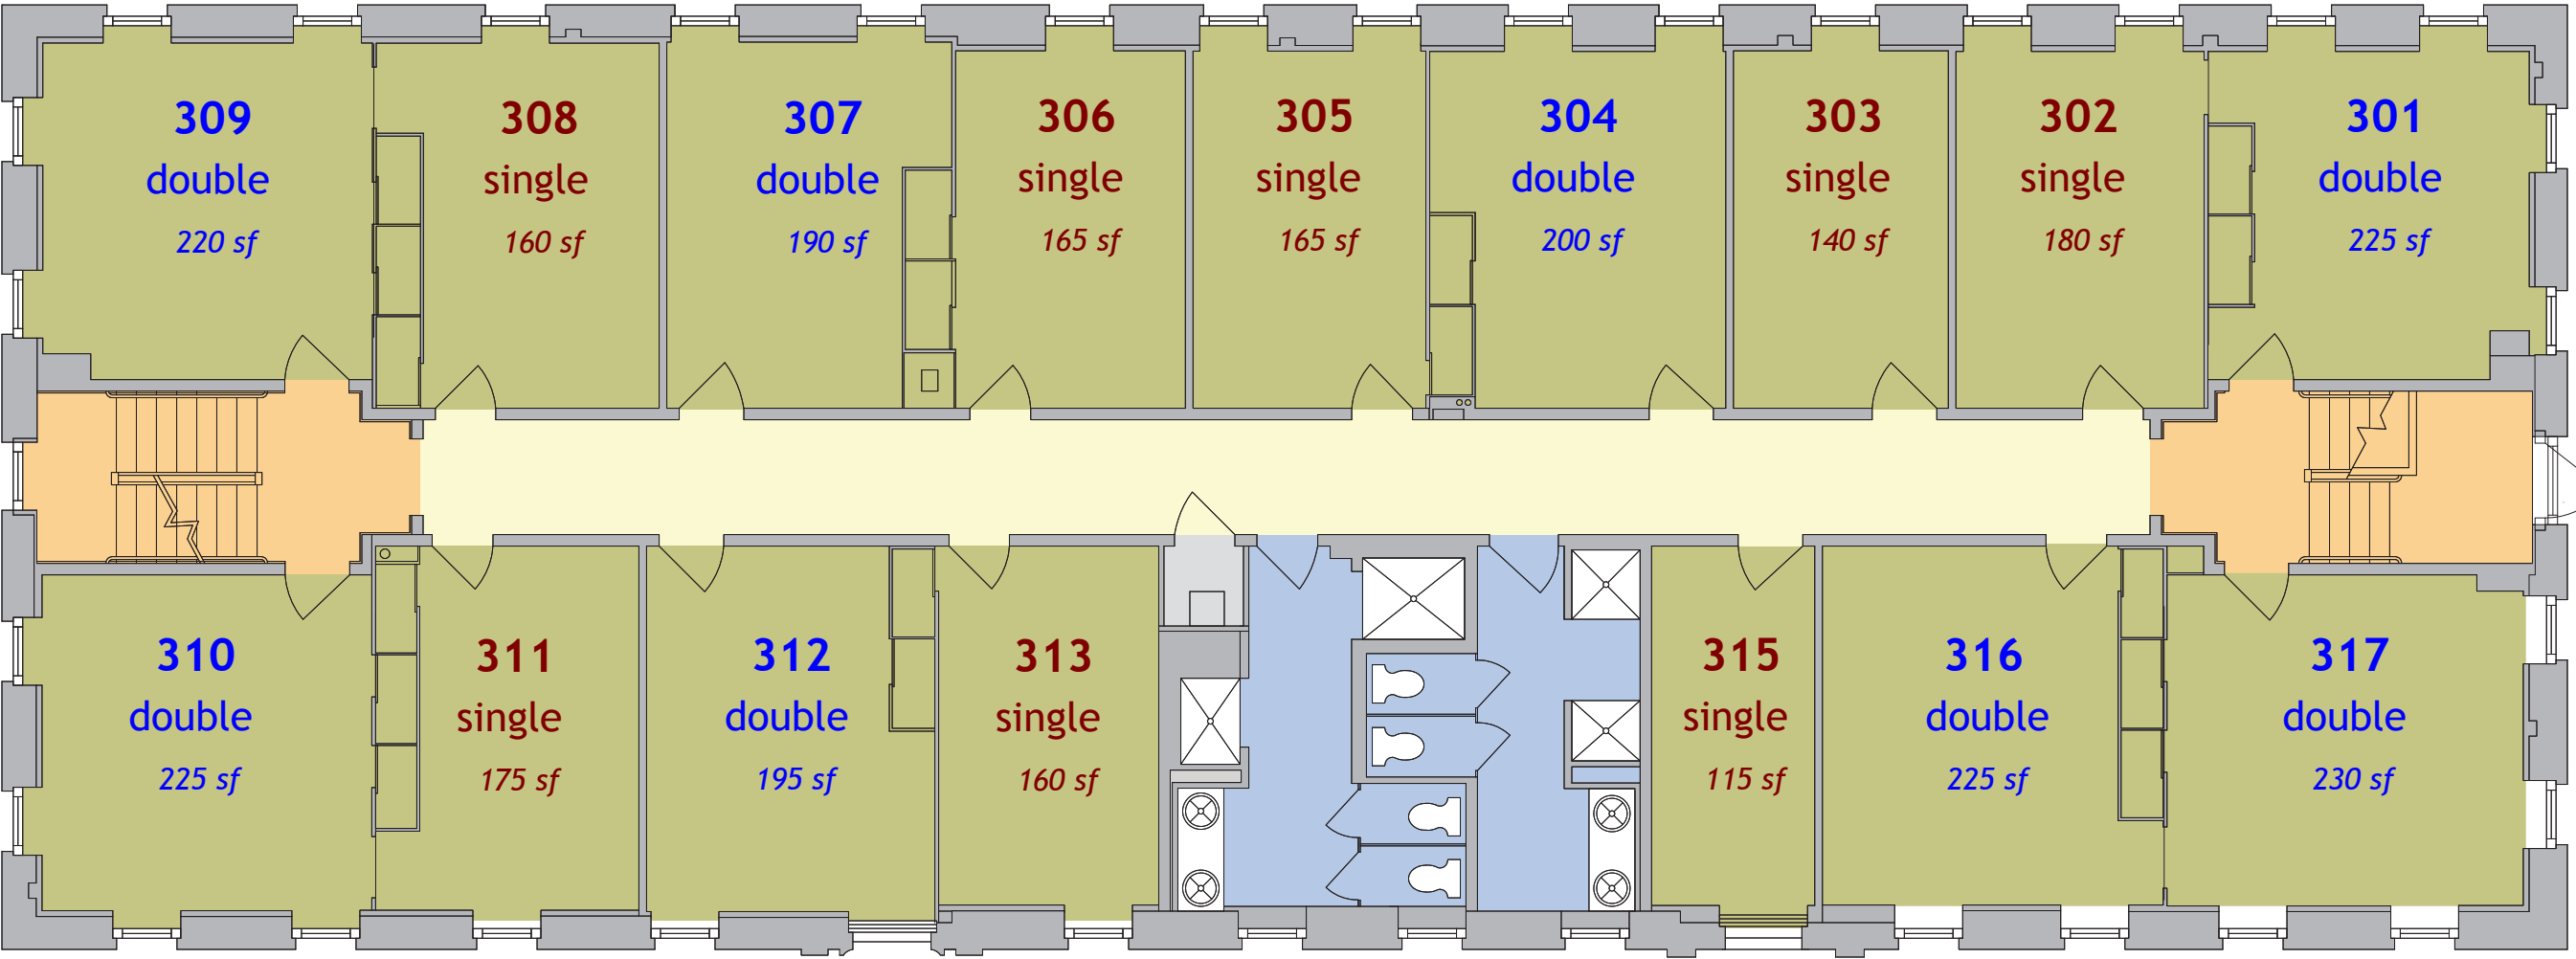 309
double
220 sf
308
single
160 sf
307
double
190 sf
306
single
165 sf
305
single
165 sf
304
double
200 sf
303
single
140 sf
302
single
180 sf
301
double
225 sf
310
double
225 sf
311
single
175 sf
312
double
195 sf
313
single
160 sf
315
single
115 sf
316
double
225 sf
317
double
230 sf